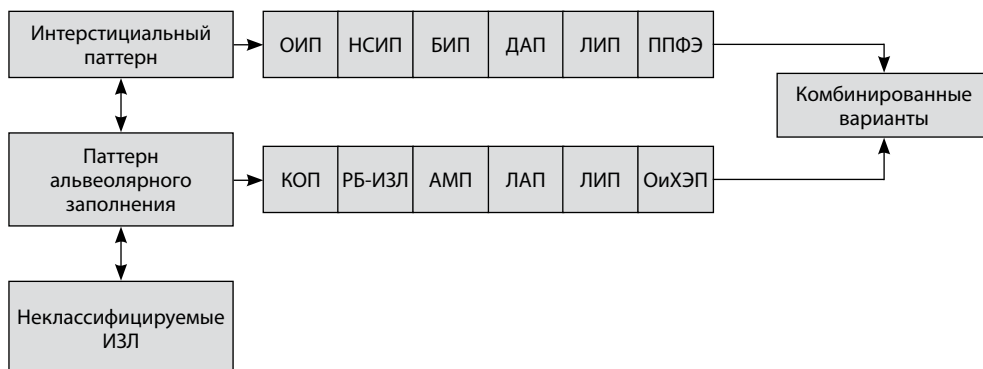 Интерстициальный
паттерн
ОИП НСИП БИП ДАП ЛИП ППФЭ
Комбинированные
варианты
Паттерн
альвеолярного
заполнения
КОП РБ-ИЗЛ АМП ЛАП ЛИП ОиХЭП
Неклассифицируемые
ИЗЛ